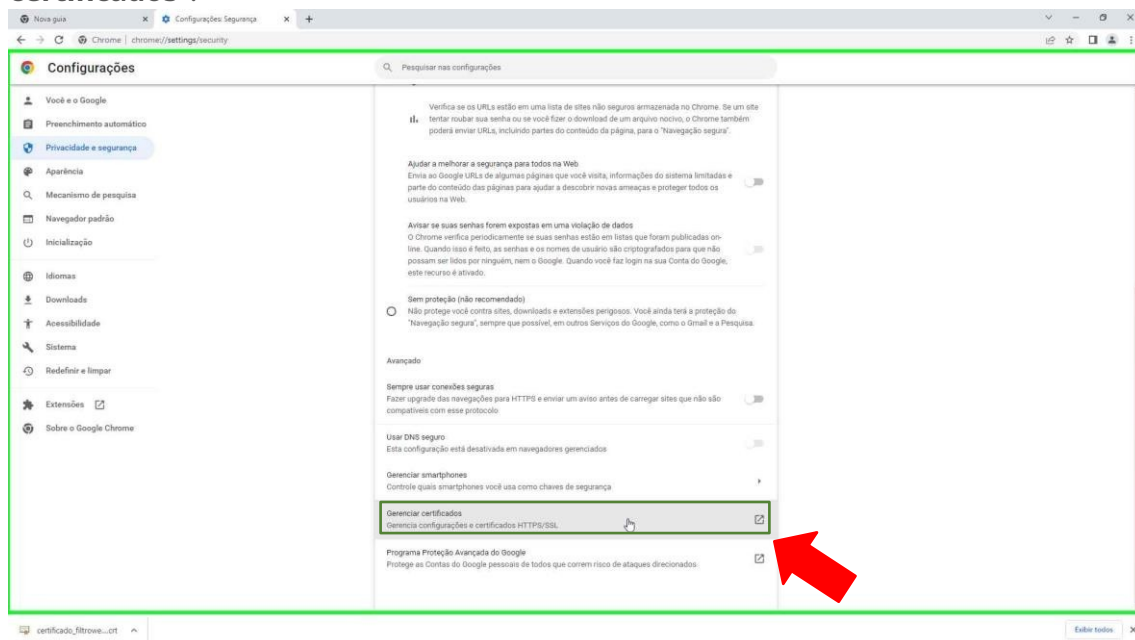 certificados".
Nova guia
Configurações Segurança
Chrome | chrome://settings/security
Configurações
Pesquisar nas configurações
Você e o Google
Preenchimento automático
Privacidade e segurança
Aparência
Mecanismo de pesquisa
Navegador padrão
Inicialização
Idiomas
Downloads
Acessibilidade
Sistema
Redefinir e limpar
Extensões
Sobre o Google Chrome
Verifica se os URLs estão em uma lista de sites não seguros armazenada no Chrome. Se um site
tentar roubar sua senha ou se você fizer o download de um arquivo nocivo, o Chrome também
poderá enviar URLs, incluindo partes do conteúdo da página, para o "Navegação segura".
Ajudar a melhorar a segurança para todos na Web
Envia ao Google URLs de algumas páginas que você visita, informações do sistema limitadas e
parte do conteúdo das páginas para ajudar a descobrir novas ameaças e proteger todos os
usuários na Web.
Avisar se suas senhas forem expostas em uma violação de dados
O Chrome verifica periodicamente se suas senhas estão em listas que foram publicadas on-
line. Quando isso é feito, as senhas e os nomes de usuário são criptografados para que não
possam ser lidos por ninguém, nem o Google. Quando você faz login na sua Conta do Google,
este recurso é ativado.
Sem proteção (não recomendado)
Não protege você contra sites, downloads e extensões perigosos. Você ainda terá a proteção do
"Navegação segura", sempre que possível, em outros Serviços do Google, como o Gmail e a Pesquisa.
Avançado
Sempre usar conexões seguras
Fazer upgrade das navegações para HTTPS e enviar um aviso antes de carregar sites que não são
compatíveis com esse protocolo
Usar DNS seguro
Esta configuração está desativada em navegadores gerenciados
Gerenciar smartphones
Controle quais smartphones você usa como chaves de segurança
Gerenciar certificados
Gerencia configurações e certificados HTTPS/SSL
Programa Proteção Avançada do Google
Protege as Contas do Google pessoais de todos que correm risco de ataques direcionados
certificado_filtrowe....crt
Exibir todos